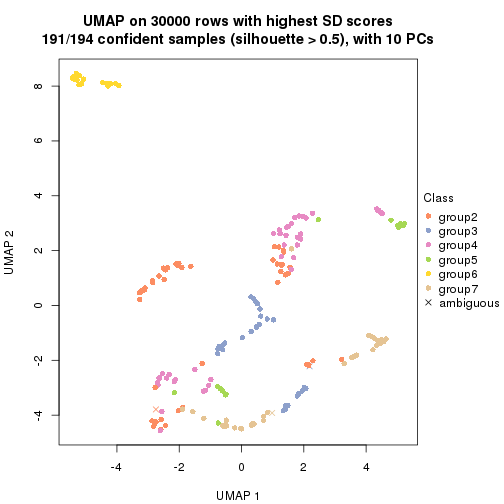 UMAP on 30000 rows with highest SD scores
191/194 confident samples (silhouette > 0.5), with 10 PCs
8
6
4
2
0
-2
-4
UMAP 2
-4
-2
0
2
4
UMAP 1
Class
group2
group3
group4
group5
group6
group7
ambiguous